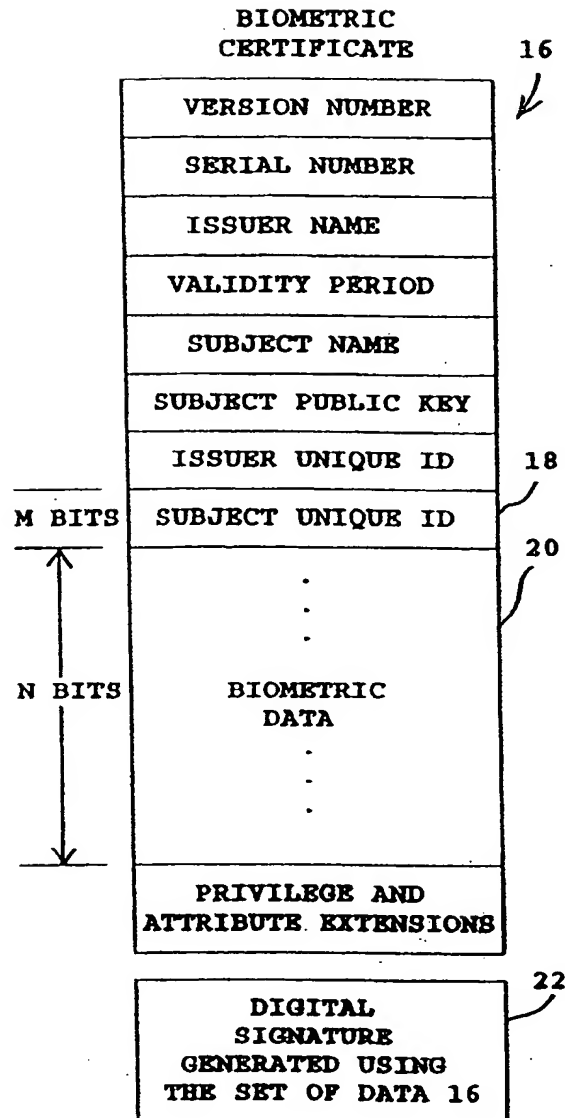 BIOMETRIC
CERTIFICATE
16
VERSION NUMBER
SERIAL NUMBER
ISSUER NAME
VALIDITY PERIOD
SUBJECT NAME
SUBJECT PUBLIC KEY
ISSUER UNIQUE ID
18
M BITS
SUBJECT UNIQUE ID
20
N BITS
BIOMETRIC
DATA
PRIVILEGE AND
ATTRIBUTE EXTENSIONS
22
DIGITAL
SIGNATURE
GENERATED USING
THE SET OF DATA 16